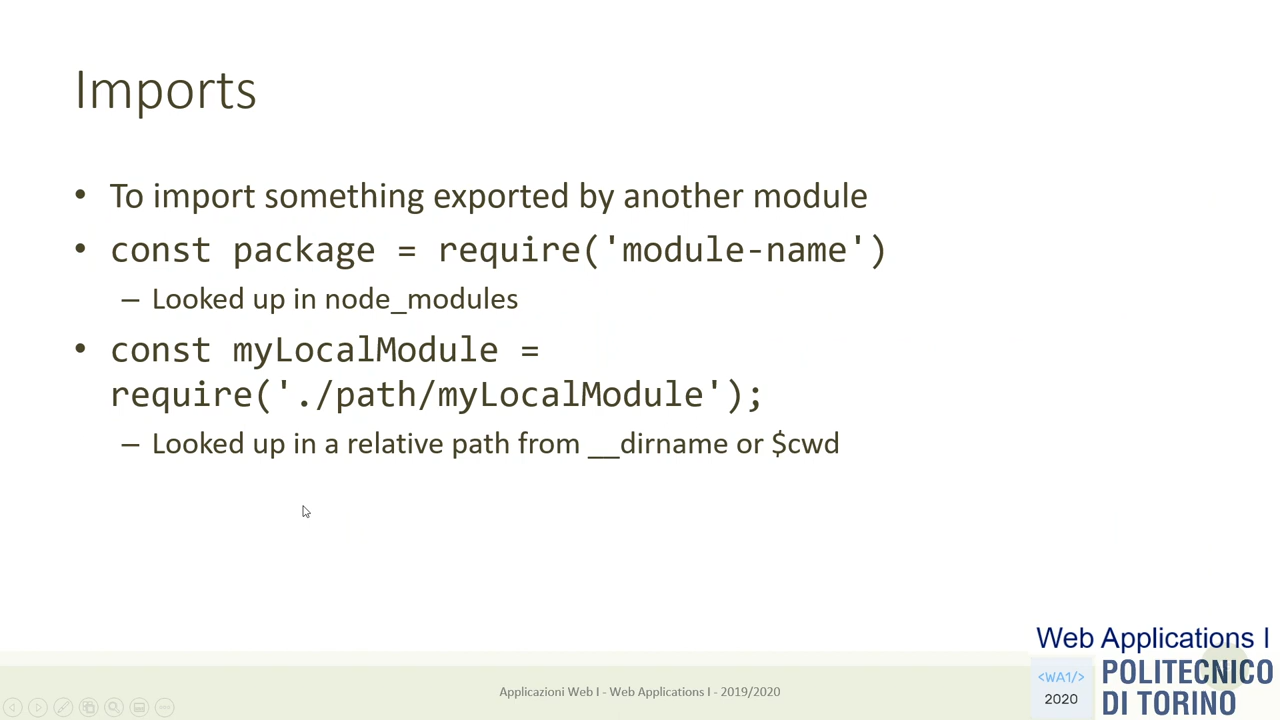 Imports
• To import something exported by another module
• const package = require('module-name')
– Looked up in node_modules
• const myLocalModule =
require('./path/myLocalModule');
– Looked up in a relative path from __dirname or $cwd
Applicazioni Web I - Web Applications I - 2019/2020
Web Applications I
<WA1/>
2020
POLITECNICO
DI TORINO